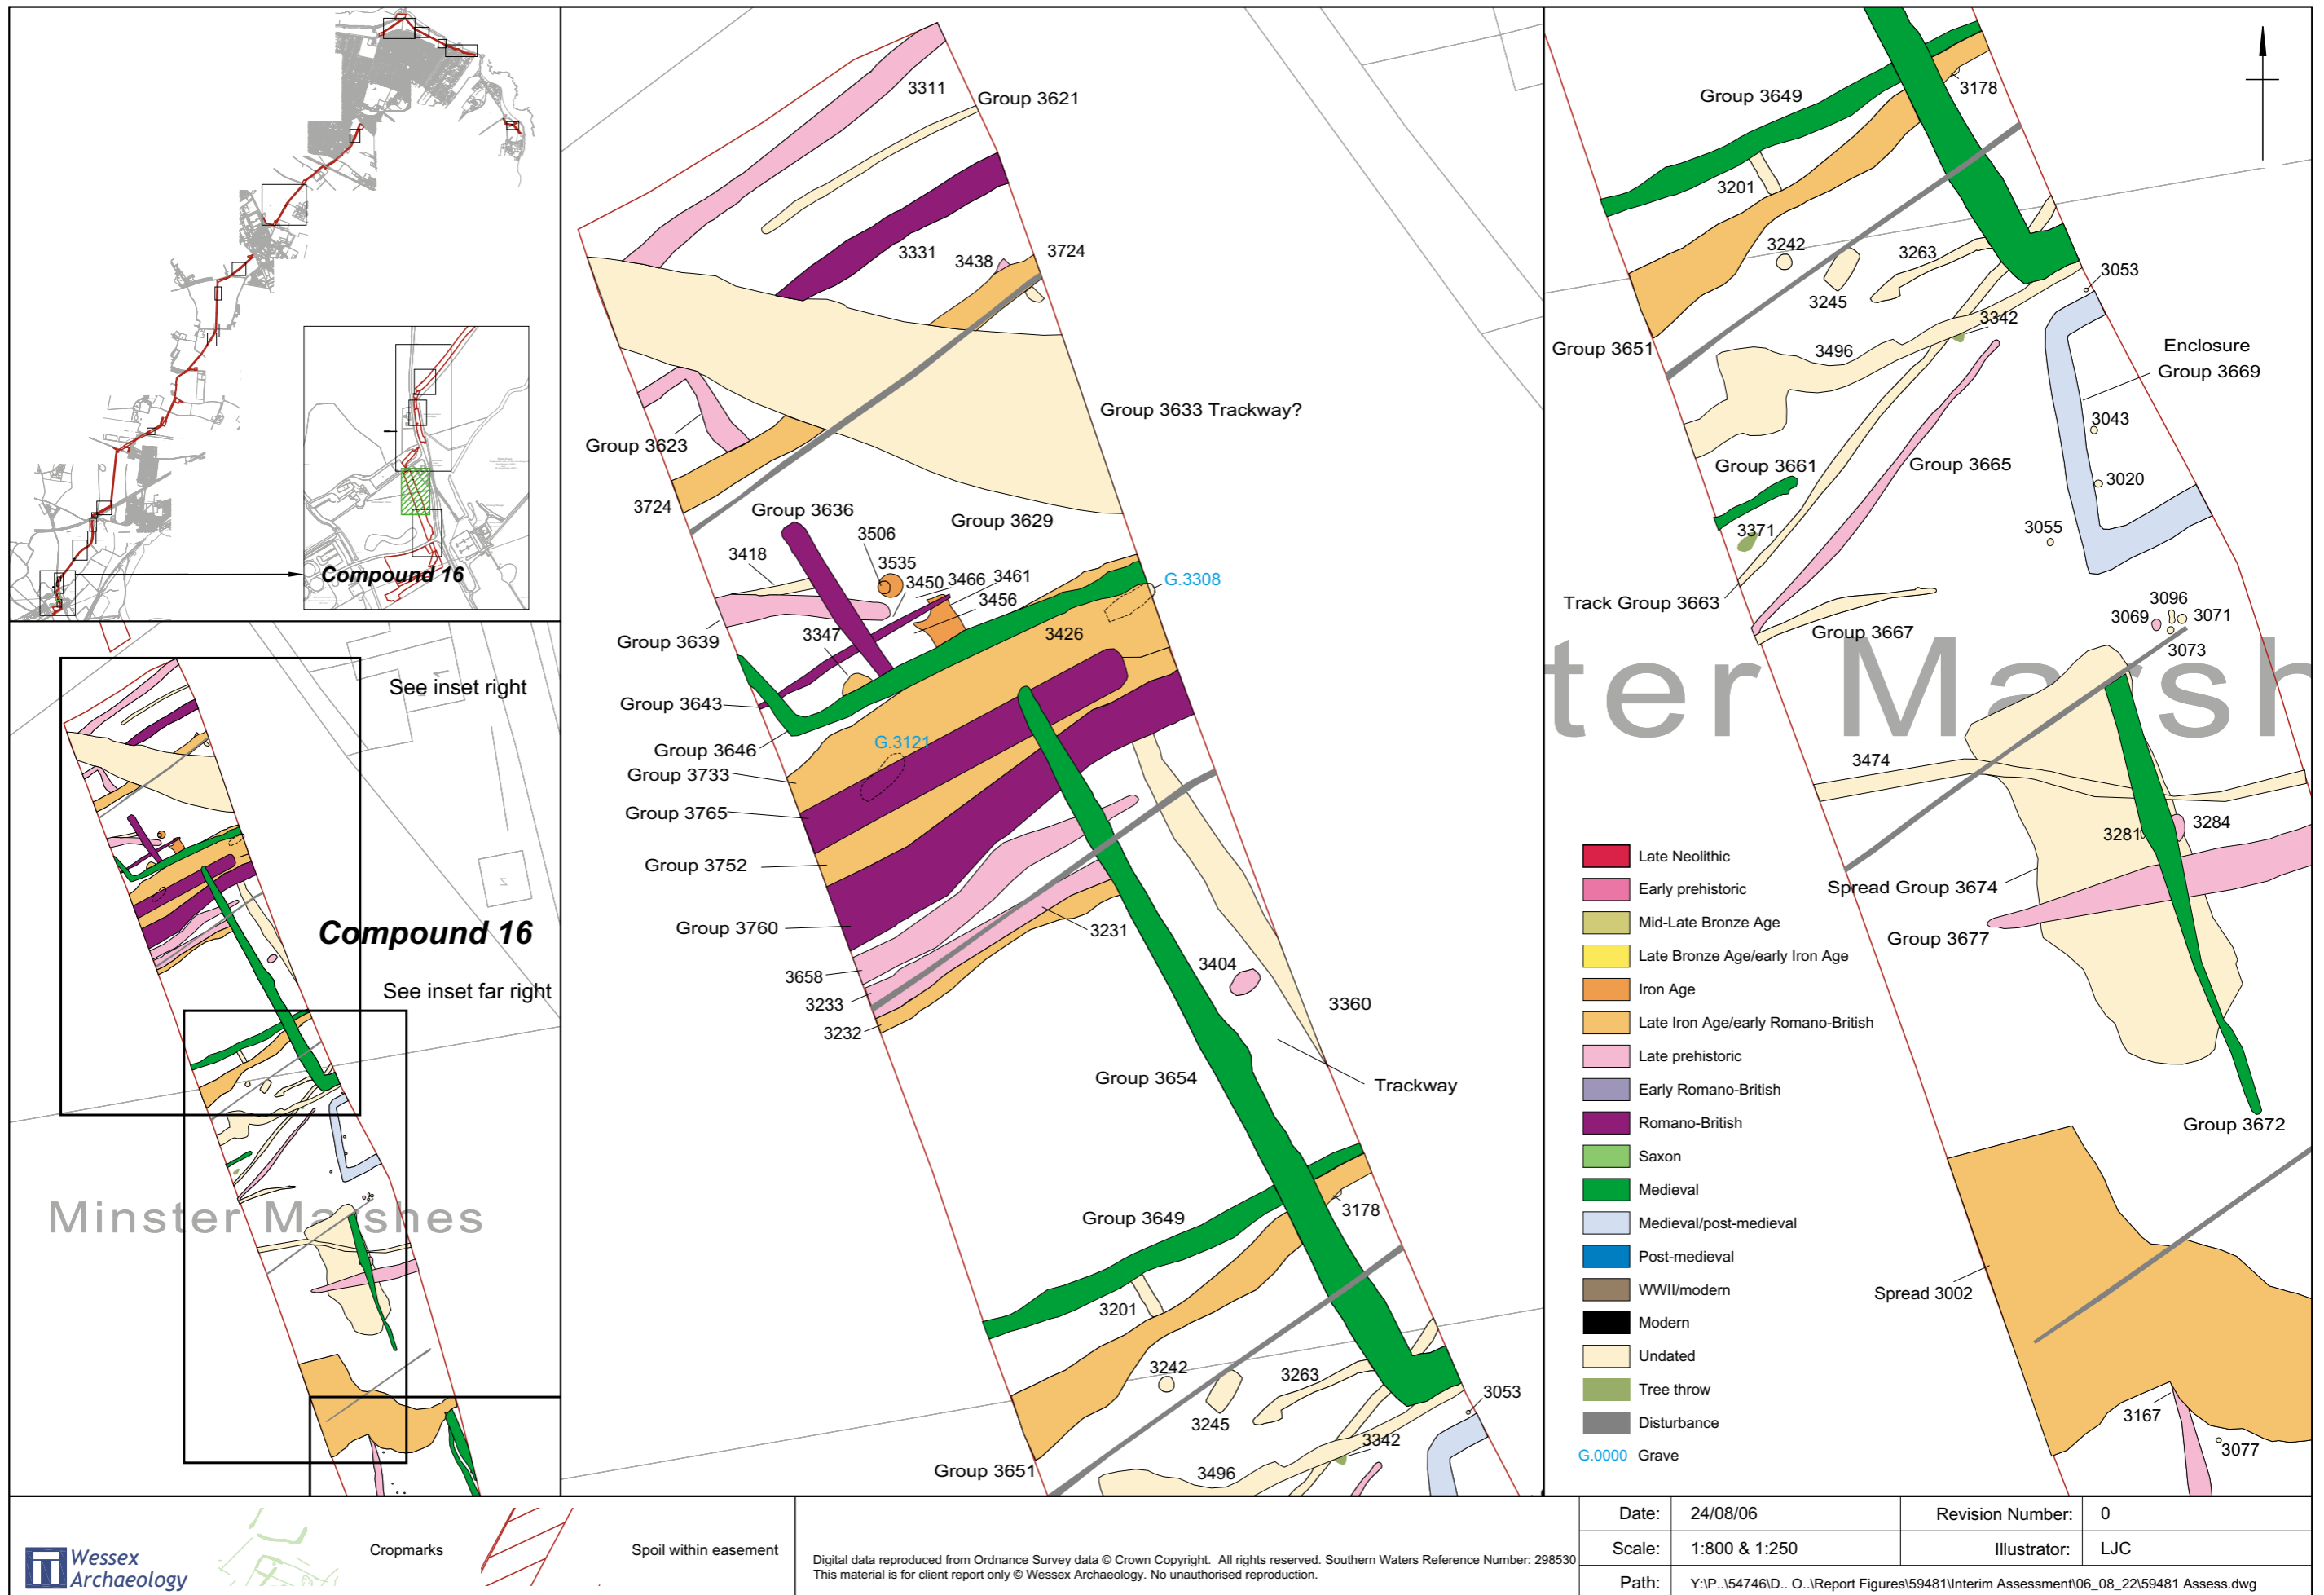 Compound 16
See inset right
Compound 16
See inset far right
Minster Marshes
3311
Group 3621
3331
3438
3724
Group 3633 Trackway?
Group 3623
3724
Group 3636
Group 3629
3506
3418
3535
3450
3466
3461
3456
G.3308
Group 3639
3347
3426
Group 3643
Group 3646
G.3121
Group 3733
Group 3765
Group 3752
Group 3760
3231
3658
3404
3233
3360
3232
Group 3654
Trackway
Group 3649
3178
3201
3242
3263
3245
3053
3342
Group 3651
3496
Group 3649
3178
3201
3242
3263
3053
3245
3342
Group 3651
3496
Enclosure
Group 3669
3043
Group 3661
Group 3665
3020
3371
3055
Track Group 3663
3096
3069
3071
Group 3667
3073
ter Marsh
3474
3281
3284
Spread Group 3674
Group 3677
Group 3672
Spread 3002
3167
3077
Late Neolithic
Early prehistoric
Mid-Late Bronze Age
Late Bronze Age/early Iron Age
Iron Age
Late Iron Age/early Romano-British
Late prehistoric
Early Romano-British
Romano-British
Saxon
Medieval
Medieval/post-medieval
Post-medieval
WWII/modern
Modern
Undated
Tree throw
Disturbance
G.0000 Grave
Wessex
Archaeology
Cropmarks
Spoil within easement
Digital data reproduced from Ordnance Survey data © Crown Copyright. All rights reserved. Southern Waters Reference Number: 298530
This material is for client report only © Wessex Archaeology. No unauthorised reproduction.
Date: 24/08/06 Revision Number: 0
Scale: 1:800 & 1:250 Illustrator: LJC
Path: Y:\P..\54746\D.. O..\Report Figures\59481\Interim Assessment\06_08_22\59481 Assess.dwg